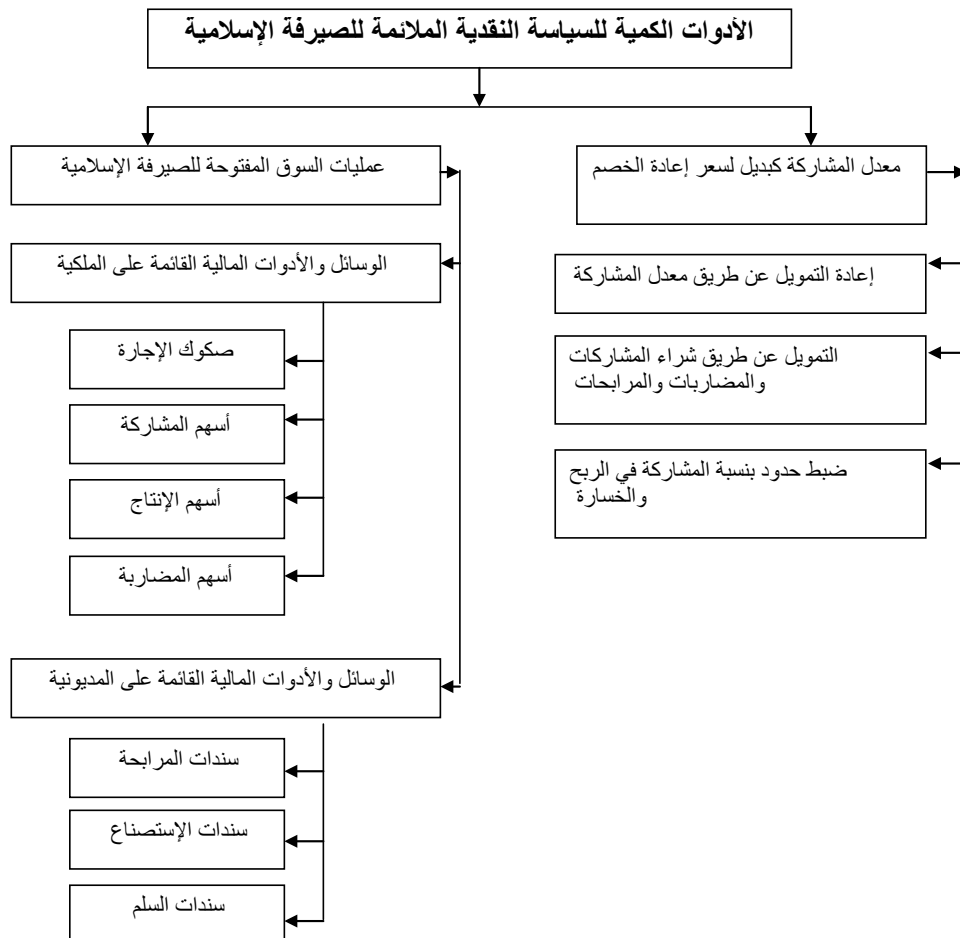 الأدوات الكمية للسياسة النقدية الملائمة للصيرفة الإسلامية
معدل المشاركة كبديل لسعر إعادة الخصم
إعادة التمويل عن طريق معدل المشاركة
التمويل عن طريق شراء المشاركات
والمضاربات والمرابحات
ضبط حدود بنسبة المشاركة في الربح
والخسارة
عمليات السوق المفتوحة للصيرفة الإسلامية
الوسائل والأدوات المالية القائمة على الملكية
صكوك الإجارة
أسهم المشاركة
أسهم الإنتاج
أسهم المضاربة
الوسائل والأدوات المالية القائمة على المديونية
سندات المرابحة
سندات الإستصناع
سندات السلم